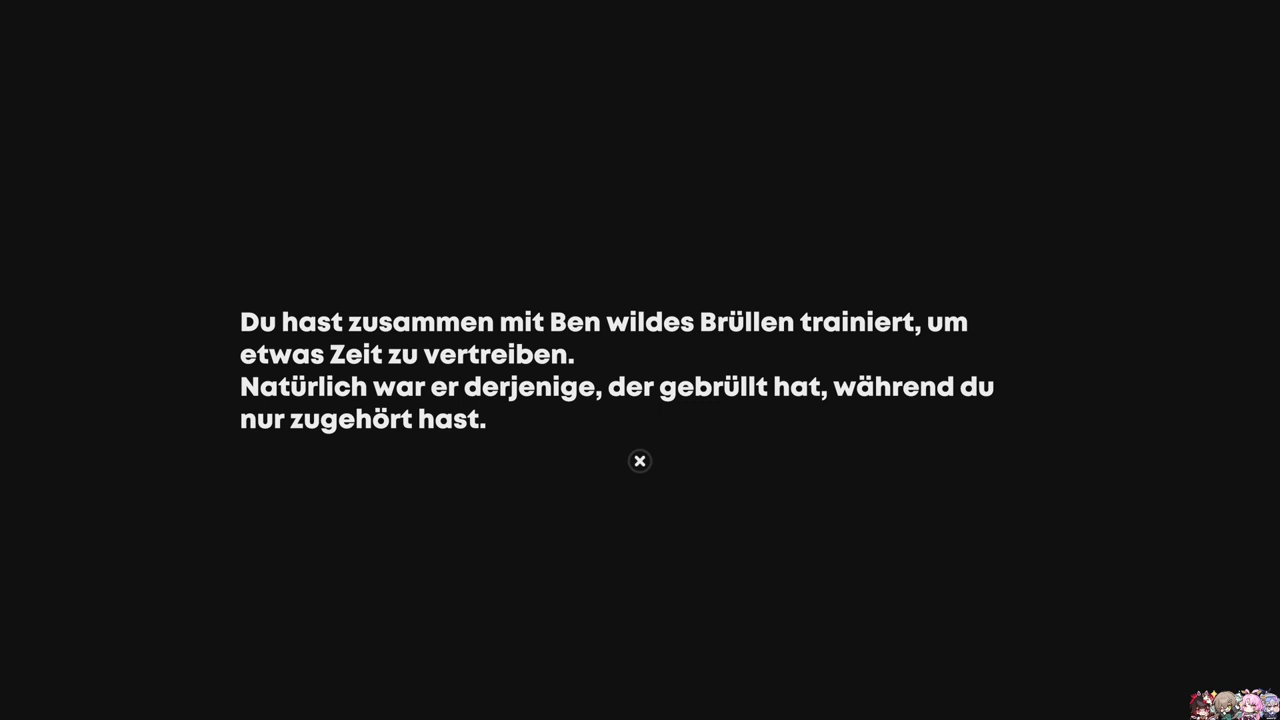 Du hast zusammen mit Ben wildes Brüllen trainiert, um
etwas Zeit zu vertreiben.
Natürlich war er derjenige, der gebrüllt hat, während du
nur zugehört hast.